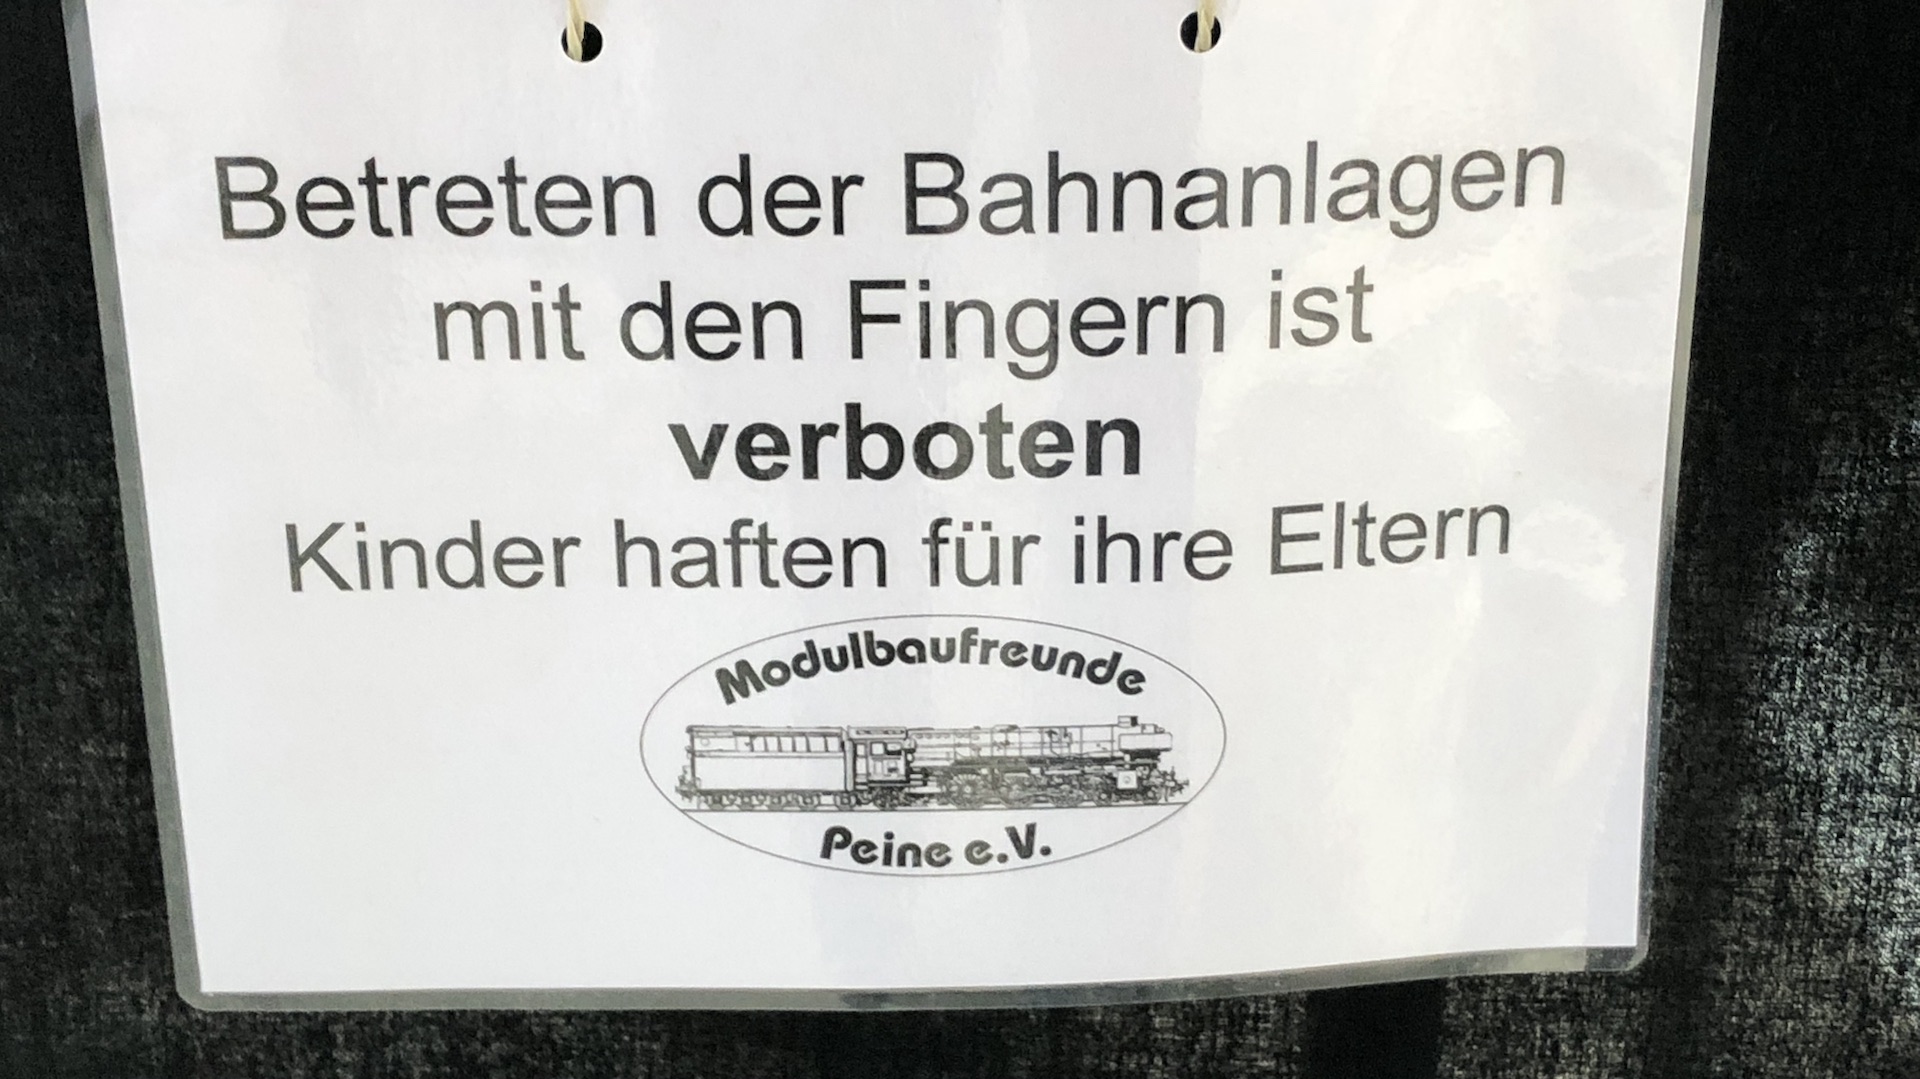 Betreten der Bahnanlagen
mit den Fingern ist
verboten
Kinder haften für ihre Eltern
Modulbaufreunde
Peine e.V.